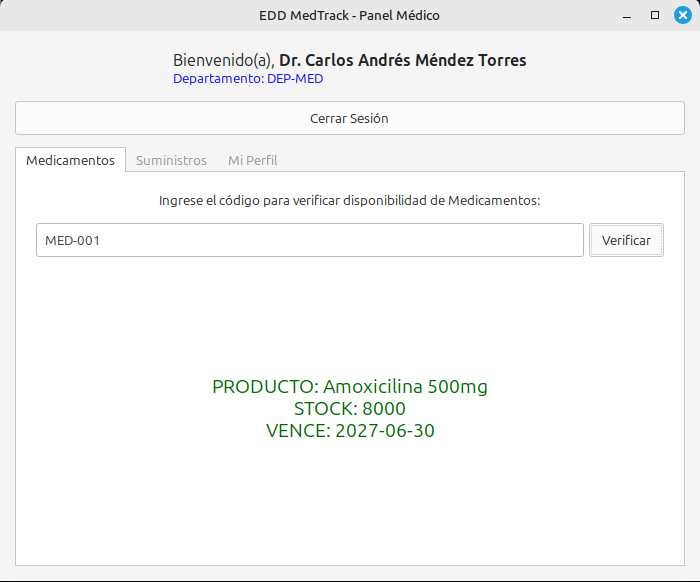 EDD MedTrack - Panel Médico
Bienvenido(a), Dr. Carlos Andrés Méndez Torres
Departamento: DEP-MED
Cerrar Sesión
Medicamentos Suministros Mi Perfil
Ingrese el código para verificar disponibilidad de Medicamentos:
MED-001 Verificar
PRODUCTO: Amoxicilina 500mg
STOCK: 8000
VENCE: 2027-06-30